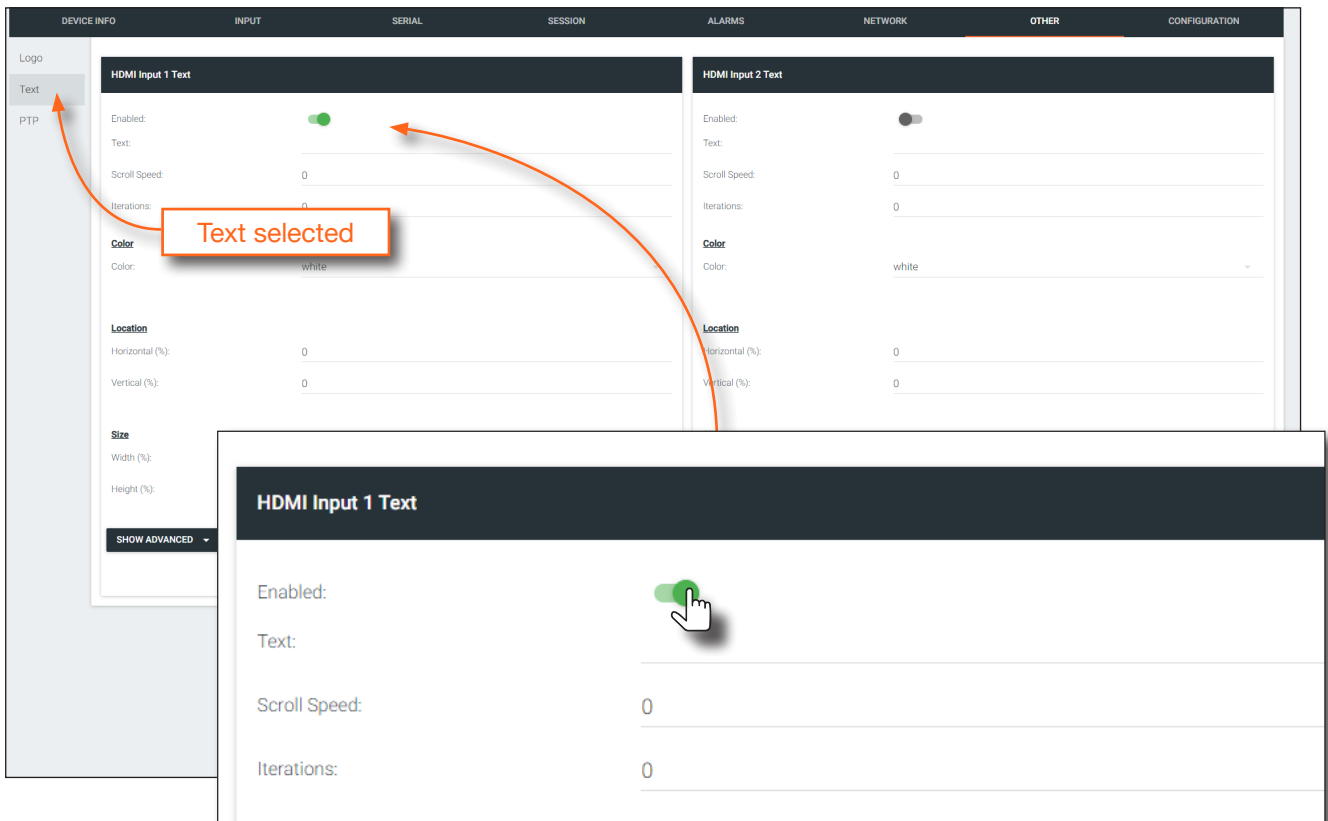 DEVICE INFO INPUT SERIAL SESSION ALARMS NETWORK OTHER CONFIGURATION
Logo
Text
PTP
HDMI Input 1 Text
Enabled:
Text:
Scroll Speed: 0
Iterations: 0
Text selected
Color
Color: white
Location
Horizontal (%): 0
Vertical (%): 0
Size
Width (%):
Height (%):
SHOW ADVANCED
HDMI Input 2 Text
Enabled:
Text:
Scroll Speed: 0
Iterations: 0
Color
Color: white
Location
Horizontal (%): 0
Vertical (%): 0
HDMI Input 1 Text
Enabled:
Text:
Scroll Speed: 0
Iterations: 0